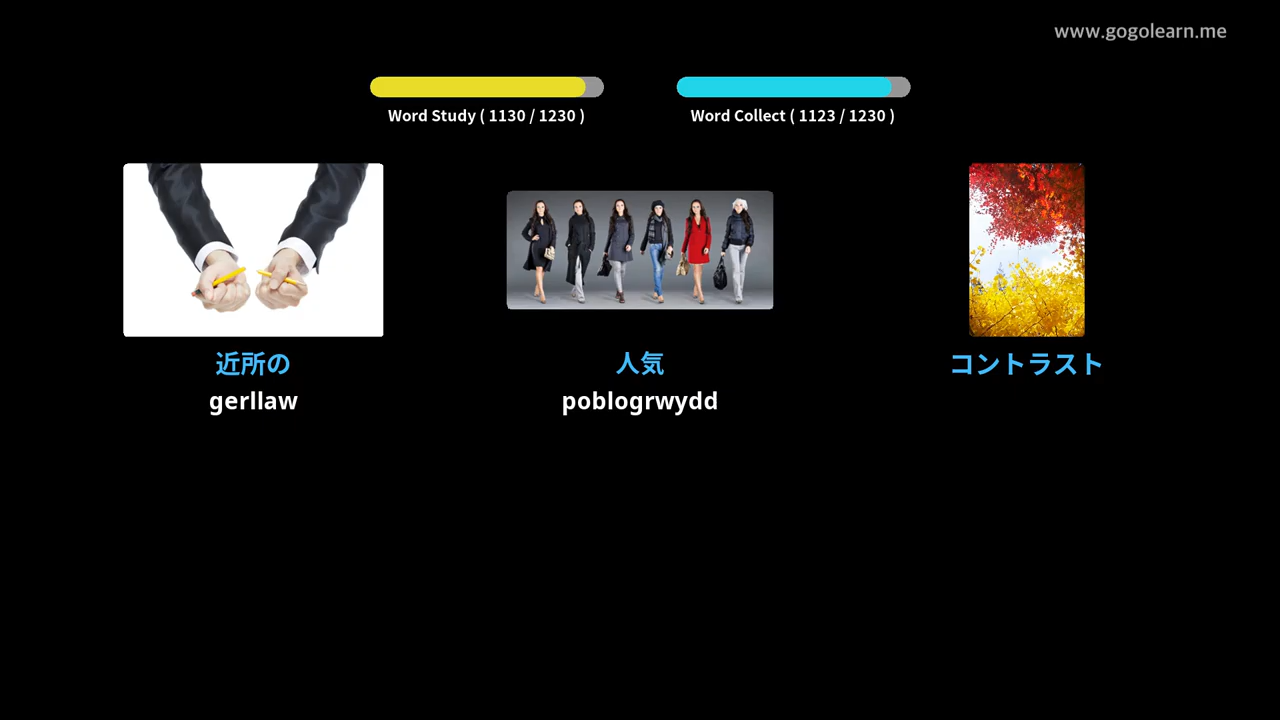 www.gogolearn.me
Word Study ( 1130 / 1230 )
Word Collect ( 1123 / 1230 )
近所の
人気
コントラスト
gerllaw
poblogrwydd